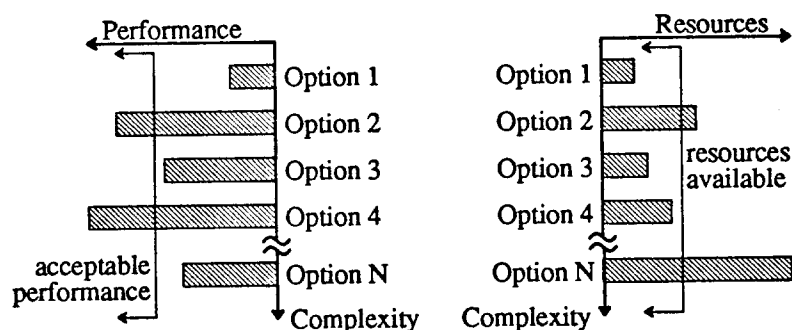 Performance
Option 1
Option 2
Option 3
Option 4
Option N
acceptable
performance
Complexity
Resources
Option 1
Option 2
Option 3
Option 4
Option N
resources
available
Complexity